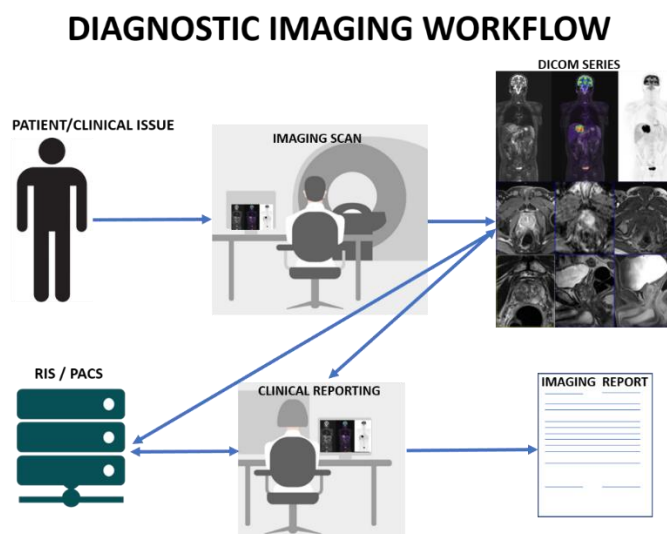 DIAGNOSTIC IMAGING WORKFLOW
DICOM SERIES
PATIENT/CLINICAL ISSUE
IMAGING SCAN
RIS / PACS
CLINICAL REPORTING
IMAGING REPORT